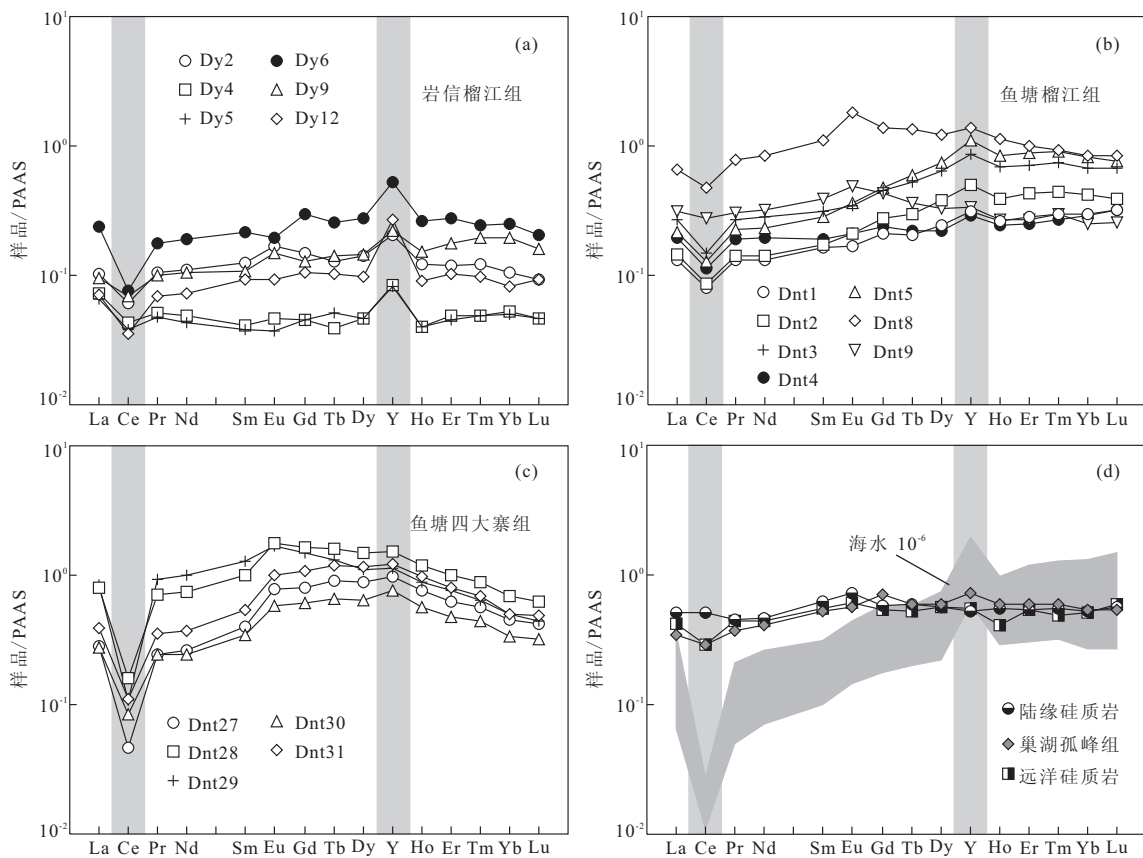 10¹
(a)
Dy2
Dy6
Dy4
Dy9
Dy5
Dy12
岩信榴江组
10⁰
样品/PAAS
10⁻¹
10⁻²
La Ce Pr Nd Sm Eu Gd Tb Dy Y Ho Er Tm Yb Lu
10¹
(b)
鱼塘榴江组
10⁰
样品/PAAS
10⁻¹
Dnt1
Dnt5
Dnt2
Dnt8
Dnt3
Dnt9
Dnt4
10⁻²
La Ce Pr Nd Sm Eu Gd Tb Dy Y Ho Er Tm Yb Lu
10¹
(c)
鱼塘四大寨组
10⁰
样品/PAAS
10⁻¹
Dnt27
Dnt30
Dnt28
Dnt31
Dnt29
10⁻²
La Ce Pr Nd Sm Eu Gd Tb Dy Y Ho Er Tm Yb Lu
10¹
(d)
海水 10⁻⁶
10⁰
样品/PAAS
10⁻¹
陆缘硅质岩
巢湖孤峰组
远洋硅质岩
10⁻²
La Ce Pr Nd Sm Eu Gd Tb Dy Y Ho Er Tm Yb Lu